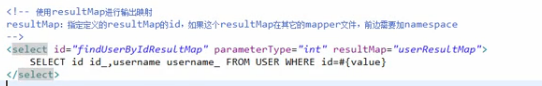 <!-- 使用resultMap进行输出映射
resultMap：指定定义的resultMap的id，如果这个resultMap在其它的mapper文件，前边需要加namespace
-->
<select id="findUserByIdResultMap" parameterType="int" resultMap="userResultMap">
SELECT id id_,username username_ FROM USER WHERE id=#{value}
</select>